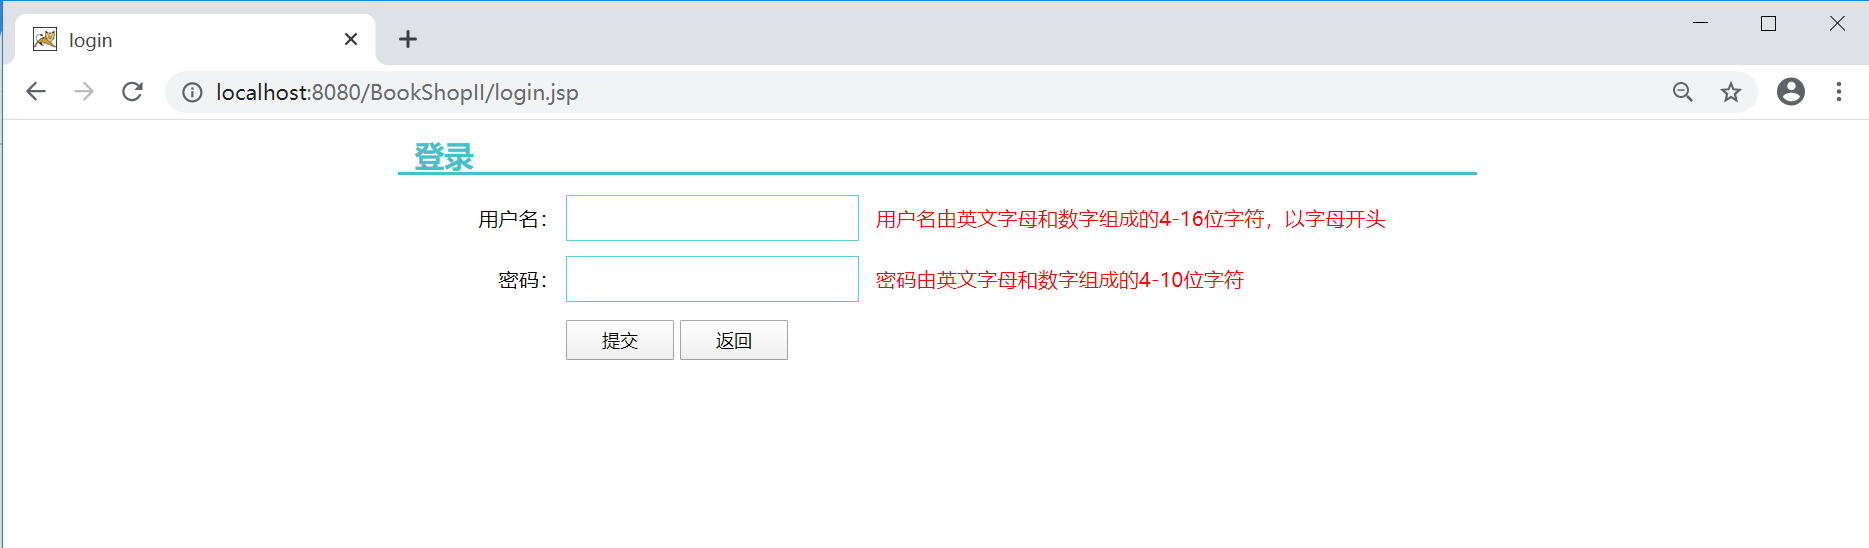 login
localhost:8080/BookShopII/login.jsp
登录
用户名： 用户名由英文字母和数字组成的4-16位字符，以字母开头
密码： 密码由英文字母和数字组成的4-10位字符
提交 返回